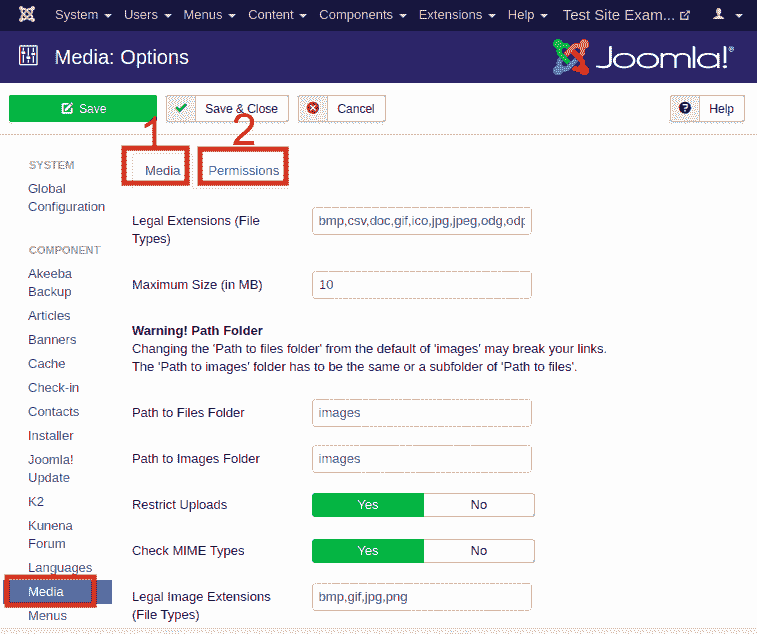 System Users Menus Content Components Extensions Help Test Site Exam...
Media: Options
Joomla!®
Save Save & Close Cancel Help
1 2
SYSTEM
Media Permissions
Global
Configuration
Legal Extensions (File
Types)
bmp,csv,doc,gif,ico,jpg,jpeg,odg,odp
COMPONENT
Akeeba
Backup
Articles
Banners
Cache
Check-in
Contacts
Installer
Joomla!
Update
K2
Kunena
Forum
Languages
Media
Menus
Maximum Size (in MB) 10
Warning! Path Folder
Changing the 'Path to files folder' from the default of 'images' may break your links.
The 'Path to images' folder has to be the same or a subfolder of 'Path to files'.
Path to Files Folder images
Path to Images Folder images
Restrict Uploads Yes No
Check MIME Types Yes No
Legal Image Extensions
(File Types)
bmp,gif,jpg,png